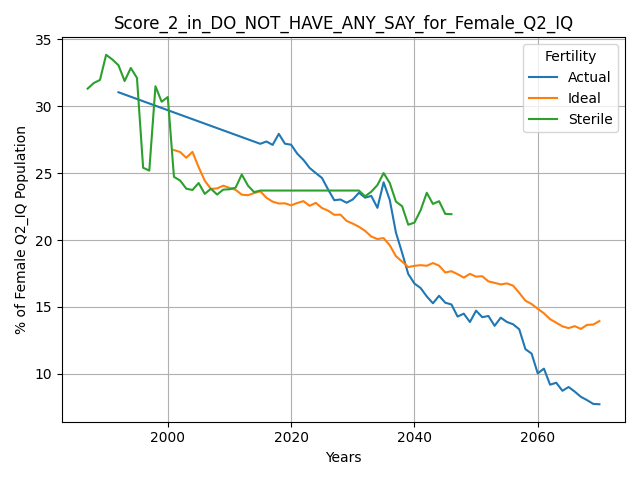 Score_2_in_DO_NOT_HAVE_ANY_SAY_for_Female_Q2_IQ
% of Female Q2_IQ Population
35
30
25
20
15
10
Fertility
Actual
Ideal
Sterile
2000 2020 2040 2060
Years